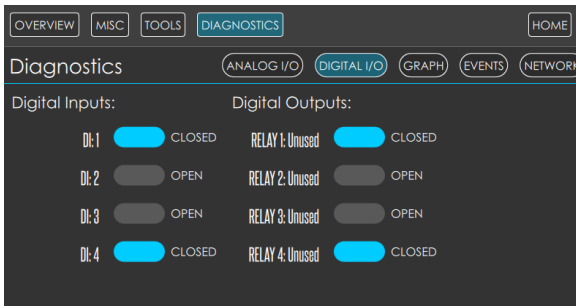 OVERVIEW MISC TOOLS DIAGNOSTICS HOME
Diagnostics ANALOG I/O DIGITAL I/O GRAPH EVENTS NETWORK
Digital Inputs: Digital Outputs:
DI: 1 CLOSED RELAY 1: Unused CLOSED
DI: 2 OPEN RELAY 2: Unused OPEN
DI: 3 OPEN RELAY 3: Unused OPEN
DI: 4 CLOSED RELAY 4: Unused CLOSED